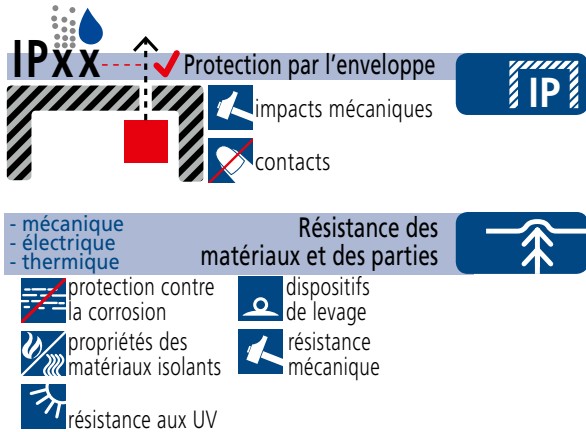 IPxx
Protection par l'enveloppe
IP
impacts mécaniques
contacts
- mécanique
- électrique
- thermique
Résistance des
matériaux et des parties
protection contre
la corrosion
dispositifs
de levage
propriétés des
matériaux isolants
résistance
mécanique
résistance aux UV